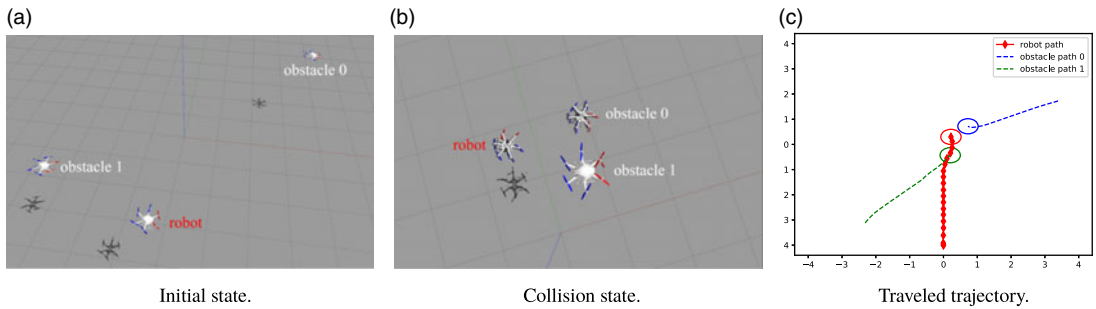 (a)
(b)
(c)
obstacle 0
obstacle 1
robot
obstacle 0
robot
obstacle 1
robot path
obstacle path 0
obstacle path 1
4
3
2
1
0
1
2
3
4
−4 −3 −2 −1 0 1 2 3 4
Initial state.
Collision state.
Traveled trajectory.